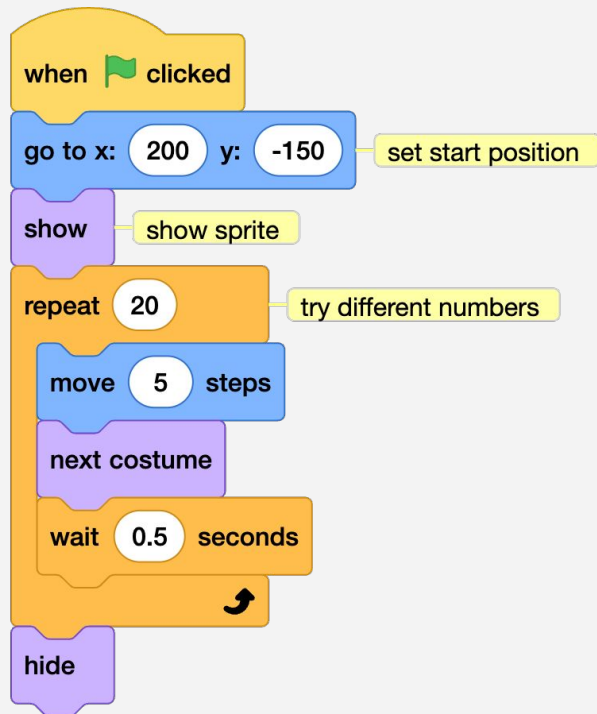 when clicked
go to x: 200 y: -150 set start position
show show sprite
repeat 20 try different numbers
move 5 steps
next costume
wait 0.5 seconds
hide